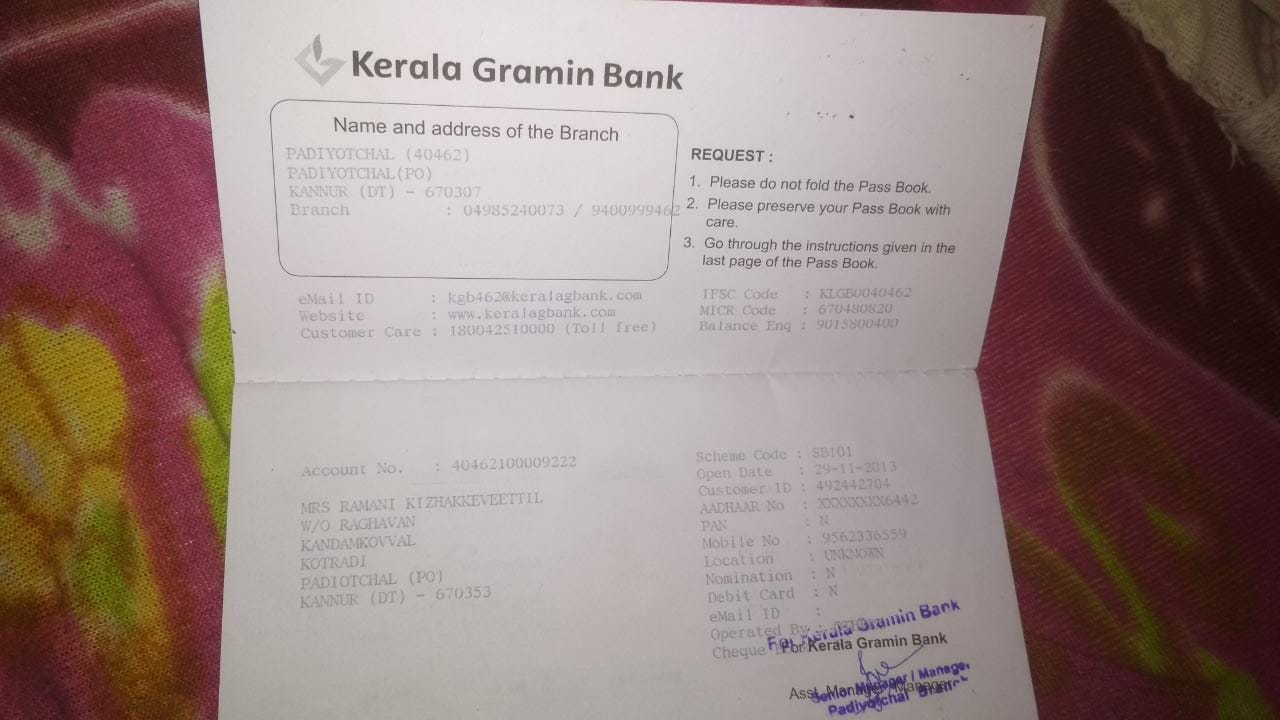 Kerala Gramin Bank
Name and address of the Branch
PADIYOTCHAL (40462)
PADIYOTCHAL(PO)
KANNUR (DT) - 670307
Branch : 04985240073 / 9400999462
REQUEST :
1. Please do not fold the Pass Book.
2. Please preserve your Pass Book with
care.
3. Go through the instructions given in the
last page of the Pass Book.
eMail ID : kgb462@keralagbank.com
Website : www.keralagbank.com
Customer Care : 180042510000 (Toll free)
IFSC Code : KLGB0040462
MICR Code : 670480820
Balance Enq : 9015800400
Account No. : 40462100009222
MRS RAMANI KIZHAKKEVEETTIL
W/O RAGHAVAN
KANDAMKOVVAL
KOTRADI
PADIOTCHAL (PO)
KANNUR (DT) - 670353
Scheme Code : SB101
Open Date : 29-11-2013
Customer ID : 492442704
AADHAAR No : XXXXXXXX6442
PAN : N
Mobile No : 9562336559
Location : UNKNOWN
Nomination : N
Debit Card : N
eMail ID :
Operated By :
Cheque
For Kerala Gramin Bank
For Kerala Gramin Bank
Asst. Manager / Manager
Senior Manager / Manager
Padiyotchal Branch